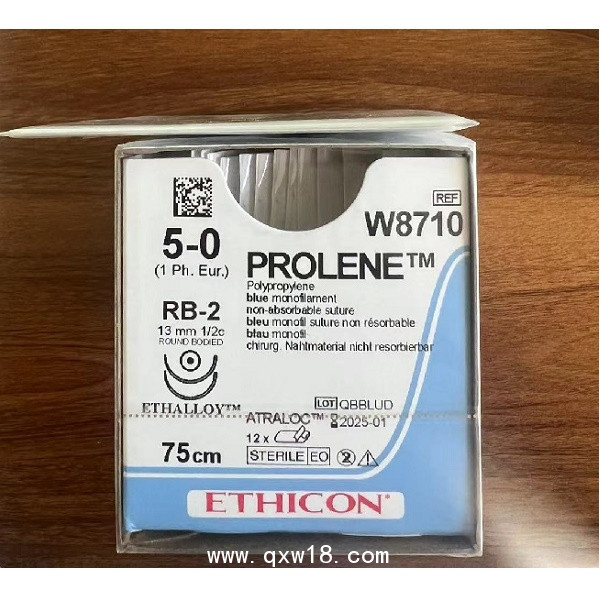 REF
W8710
5-0
(1 Ph. Eur.)
PROLENE™
Polypropylene
blue monofilament
non-absorbable suture
bleu monofil suture non résorbable
blau monofil
chirurg. Nahtmaterial nicht resorbierbar
RB-2
13 mm 1/2c
ROUND BODIED
ETHALLOY™
LOT QBBLUD
ATRALOC™ 2025-01
12 x
75cm
STERILE EO 2
ETHICON®
www.qxw18.com